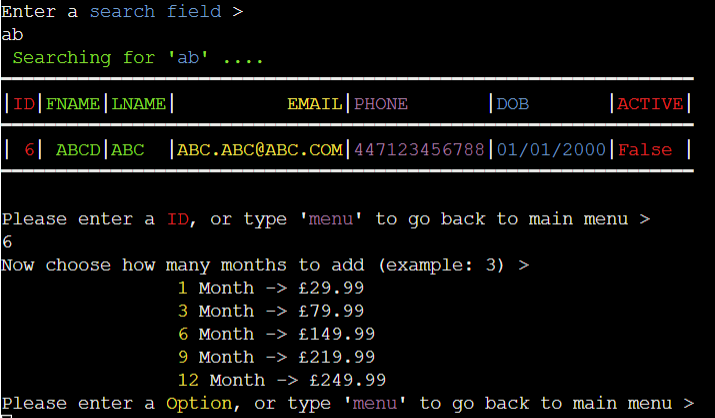 Enter a search field >
ab
Searching for 'ab' ....
|ID|FNAME|LNAME| EMAIL|PHONE |DOB |ACTIVE|
| 6| ABCD|ABC |ABC.ABC@ABC.COM|447123456788|01/01/2000|False |
Please enter a ID, or type 'menu' to go back to main menu >
6
Now choose how many months to add (example: 3) >
1 Month -> £29.99
3 Month -> £79.99
6 Month -> £149.99
9 Month -> £219.99
12 Month -> £249.99
Please enter a Option, or type 'menu' to go back to main menu >